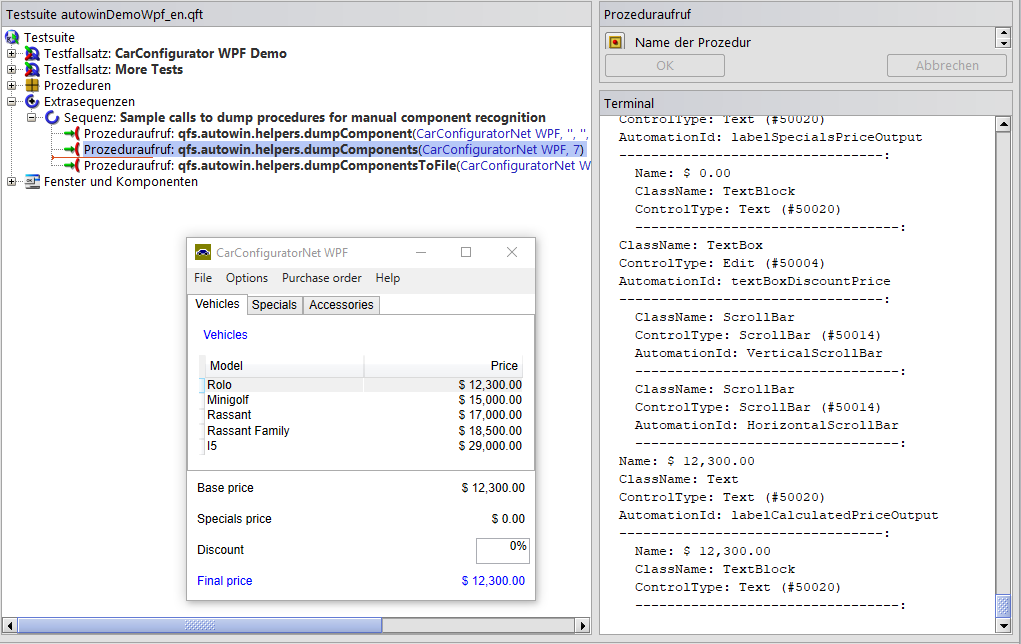 Testsuite autowinDemoWpf_en.qft
Testsuite
Testfallsatz: CarConfigurator WPF Demo
Testfallsatz: More Tests
Prozeduren
Extrasequenzen
Sequenz: Sample calls to dump procedures for manual component recognition
Prozeduraufruf: qfs.autowin.helpers.dumpComponent(CarConfiguratorNet WPF, '', '',
Prozeduraufruf: qfs.autowin.helpers.dumpComponents(CarConfiguratorNet WPF, 7)
Prozeduraufruf: qfs.autowin.helpers.dumpComponentsToFile(CarConfiguratorNet W
Fenster und Komponenten
CarConfiguratorNet WPF
File Options Purchase order Help
Vehicles Specials Accessories
Vehicles
Model Price
Rolo $ 12,300.00
Minigolf $ 15,000.00
Rassant $ 17,000.00
Rassant Family $ 18,500.00
I5 $ 29,000.00
Base price $ 12,300.00
Specials price $ 0.00
Discount 0%
Final price $ 12,300.00
Prozeduraufruf
Name der Prozedur
OK Abbrechen
Terminal
ControlType: Text (#50020)
AutomationId: labelSpecialsPriceOutput
---------------------------------:
Name: $ 0.00
ClassName: TextBlock
ControlType: Text (#50020)
---------------------------------:
ClassName: TextBox
ControlType: Edit (#50004)
AutomationId: textBoxDiscountPrice
---------------------------------:
ClassName: ScrollBar
ControlType: ScrollBar (#50014)
AutomationId: VerticalScrollBar
---------------------------------:
ClassName: ScrollBar
ControlType: ScrollBar (#50014)
AutomationId: HorizontalScrollBar
---------------------------------:
Name: $ 12,300.00
ClassName: Text
ControlType: Text (#50020)
AutomationId: labelCalculatedPriceOutput
---------------------------------:
Name: $ 12,300.00
ClassName: TextBlock
ControlType: Text (#50020)
---------------------------------: